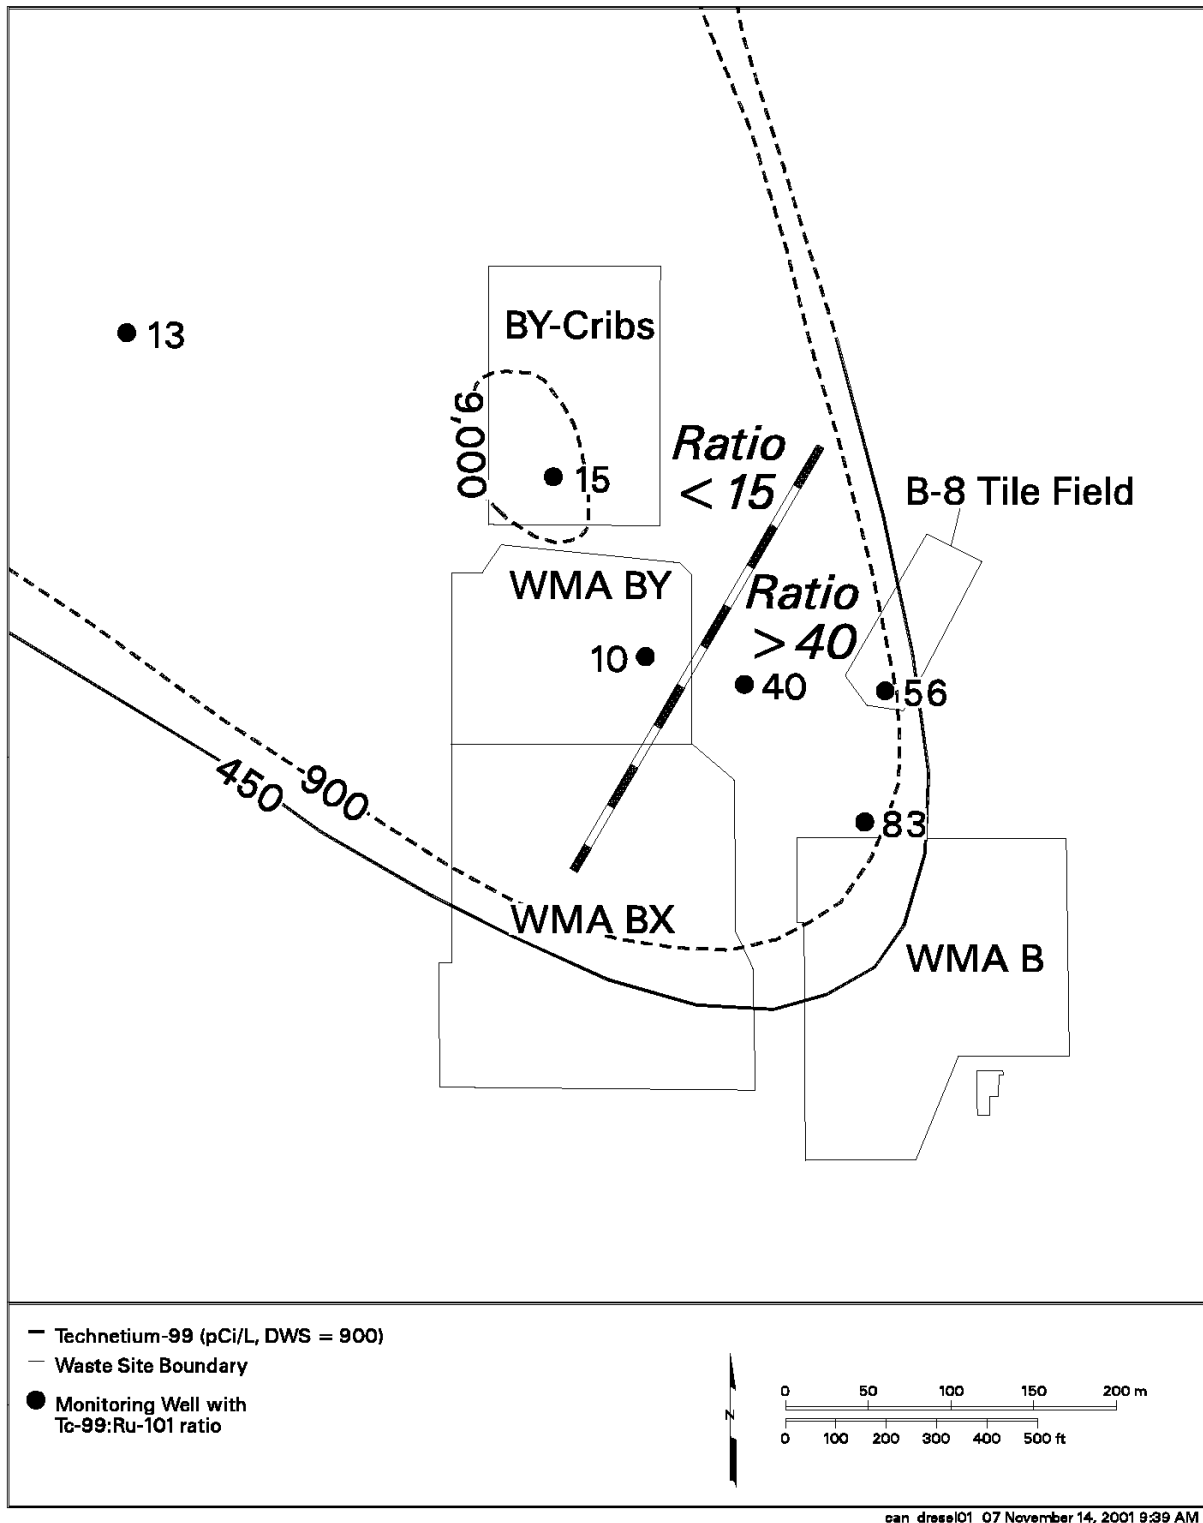 BY-Cribs
13
9,000
Ratio
< 15
15
B-8 Tile Field
WMA BY
Ratio
> 40
10
40
56
450
900
83
WMA BX
WMA B
Technetium-99 (pCi/L, DWS = 900)
Waste Site Boundary
Monitoring Well with
Tc-99:Ru-101 ratio
N
0 50 100 150 200 m
0 100 200 300 400 500 ft
can_dresel01_07 November 14, 2001 9:39 AM